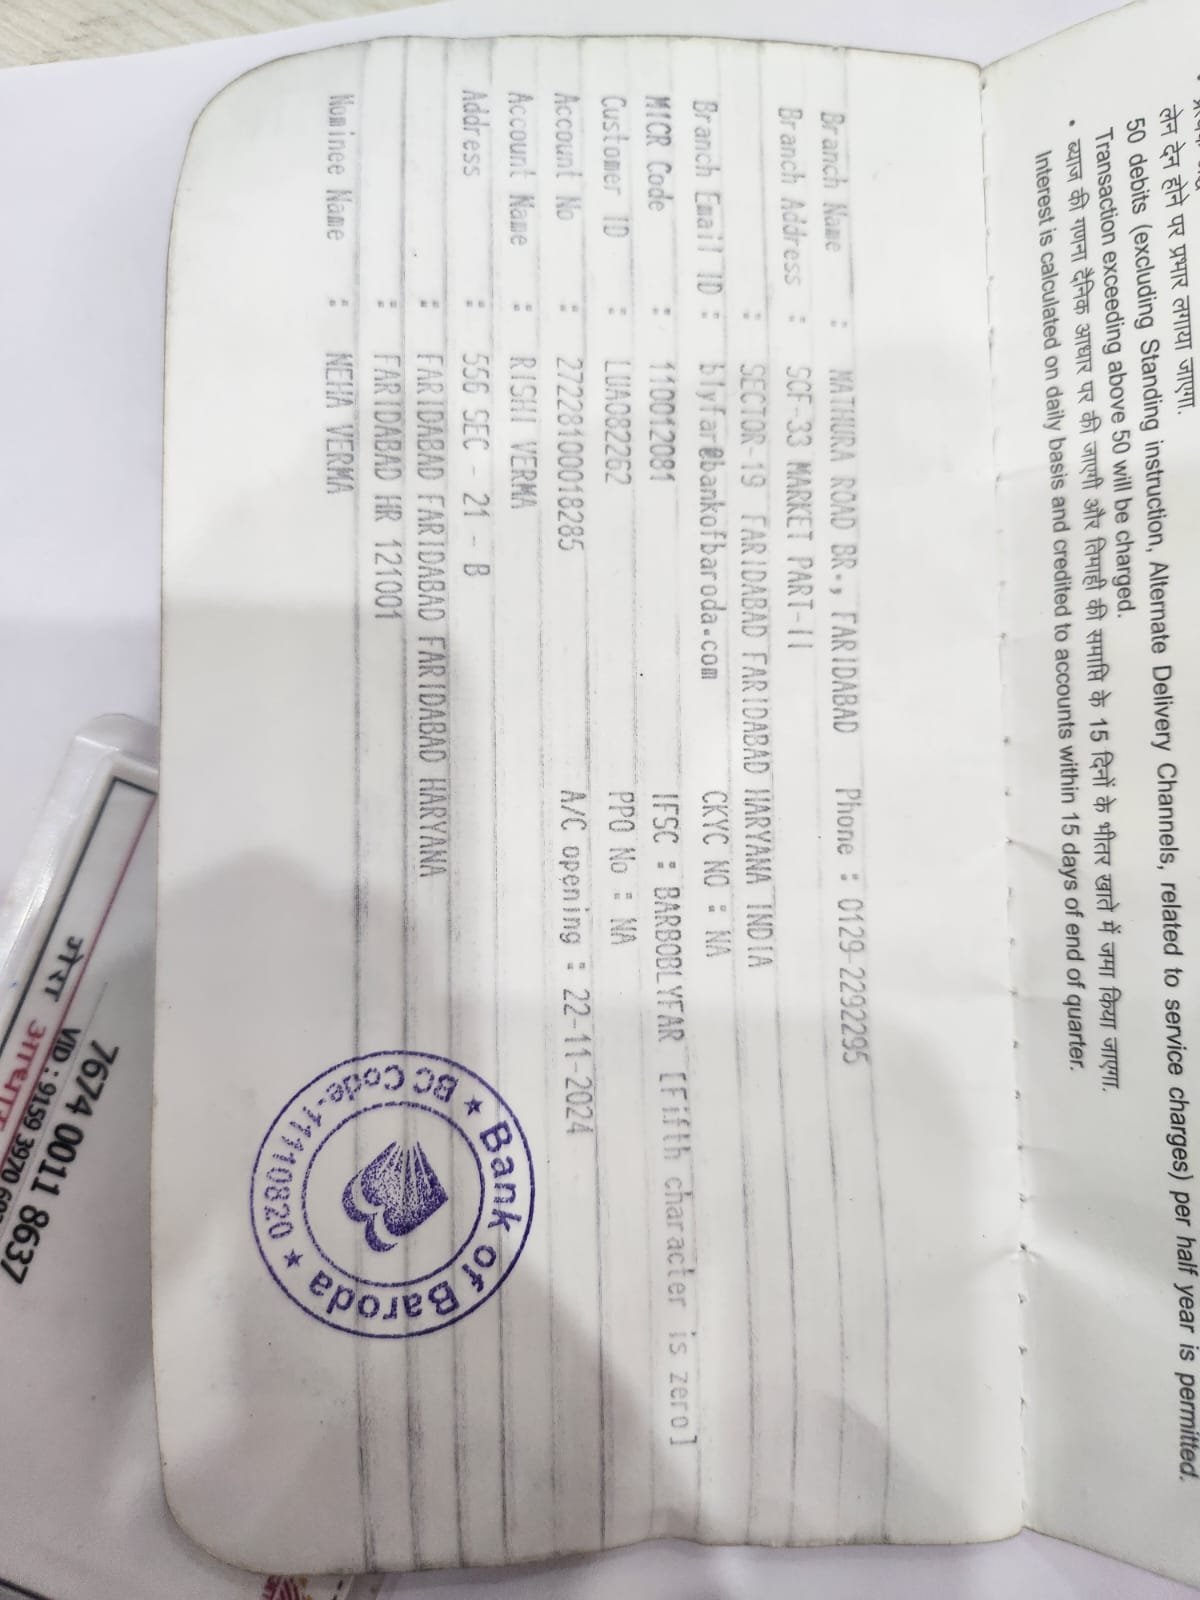 लेन देन होने पर प्रभार लगाया जाएगा.
50 debits (excluding Standing instruction, Alternate Delivery Channels, related to service charges) per half year is permitted.
Transaction exceeding above 50 will be charged.
• ब्याज की गणना दैनिक आधार पर की जाएगी और तिमाही की समाप्ति के 15 दिनों के भीतर खाते में जमा किया जाएगा.
Interest is calculated on daily basis and credited to accounts within 15 days of end of quarter.
Branch Name : MATHURA ROAD BR., FARIDABAD Phone : 0129-2292295
Branch Address : SCF-33 MARKET PART-II
: SECTOR-19 FARIDABAD FARIDABAD HARYANA INDIA
Branch Email ID : blyfar@bankofbaroda.com CKYC NO : NA
MICR Code : 110012081 IFSC : BARB0BLYFAR [Fifth character is zero]
Customer ID : LUA082262 PPO No : NA
Account No : 27228100018285 A/C opening : 22-11-2024
Account Name : RISHI VERMA
Address : 556 SEC - 21 - B
: FARIDABAD FARIDABAD FARIDABAD HARYANA
: FARIDABAD HR 121001
Nominee Name : NEHA VERMA
★ Bank of Baroda ★
BC Code-11110820
7674 0011 8637
VID : 9159 3970
मेरा